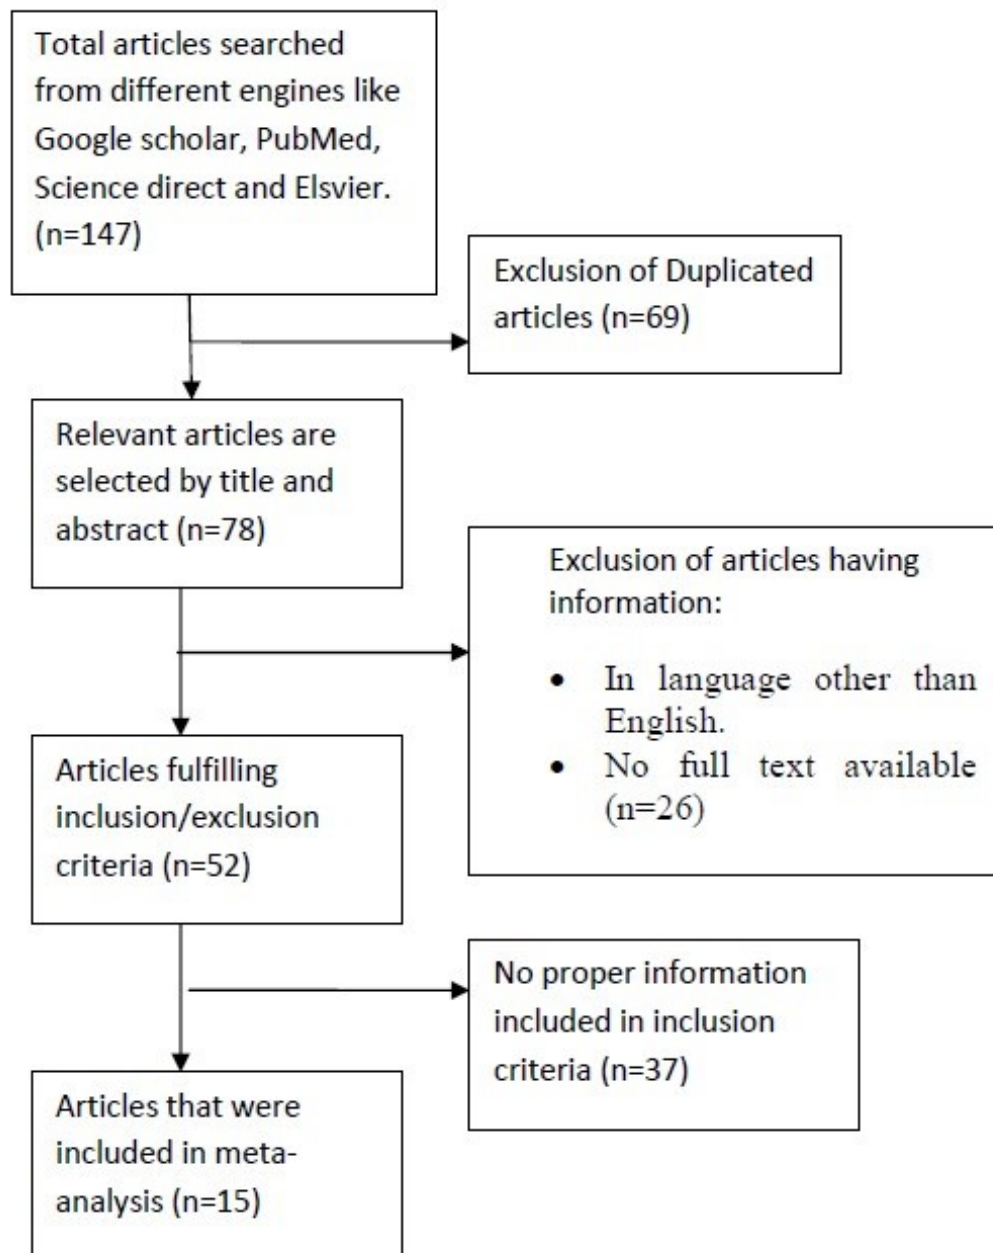 Total articles searched
from different engines like
Google scholar, PubMed,
Science direct and Elsvier.
(n=147)
Exclusion of Duplicated
articles (n=69)
Relevant articles are
selected by title and
abstract (n=78)
Exclusion of articles having
information:
• In language other than
English.
• No full text available
(n=26)
Articles fulfilling
inclusion/exclusion
criteria (n=52)
No proper information
included in inclusion
criteria (n=37)
Articles that were
included in meta-
analysis (n=15)